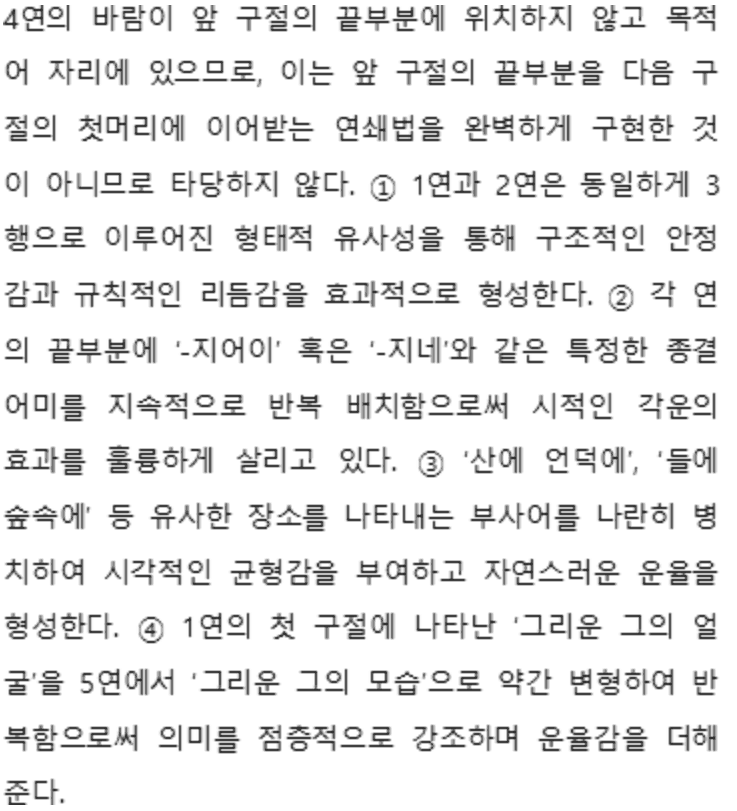 4연의 바람이 앞 구절의 끝부분에 위치하지 않고 목적
어 자리에 있으므로, 이는 앞 구절의 끝부분을 다음 구
절의 첫머리에 이어받는 연쇄법을 완벽하게 구현한 것
이 아니므로 타당하지 않다. ① 1연과 2연은 동일하게 3
행으로 이루어진 형태적 유사성을 통해 구조적인 안정
감과 규칙적인 리듬감을 효과적으로 형성한다. ② 각 연
의 끝부분에 '-지어이' 혹은 '-지네'와 같은 특정한 종결
어미를 지속적으로 반복 배치함으로써 시적인 각운의
효과를 훌륭하게 살리고 있다. ③ '산에 언덕에', '들에
숲속에' 등 유사한 장소를 나타내는 부사어를 나란히 병
치하여 시각적인 균형감을 부여하고 자연스러운 운율을
형성한다. ④ 1연의 첫 구절에 나타난 '그리운 그의 얼
굴'을 5연에서 '그리운 그의 모습'으로 약간 변형하여 반
복함으로써 의미를 점층적으로 강조하며 운율감을 더해
준다.